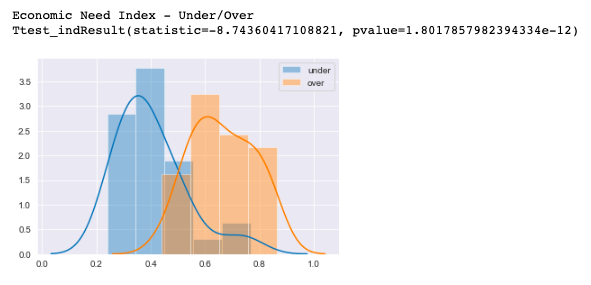 Economic Need Index - Under/Over
Ttest_indResult(statistic=-8.74360417108821, pvalue=1.8017857982394334e-12)
under
over
3.5
3.0
2.5
2.0
1.5
1.0
0.5
0.0
0.0 0.2 0.4 0.6 0.8 1.0